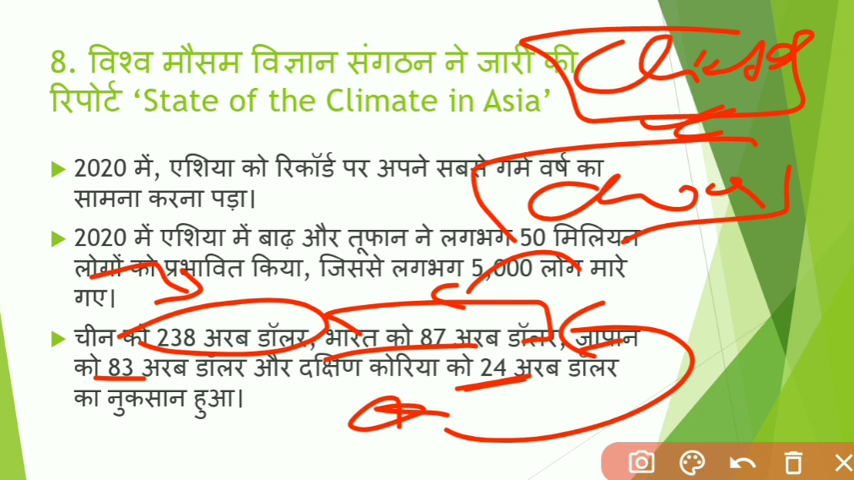 8. विश्व मौसम विज्ञान संगठन ने जारी की
रिपोर्ट ‘State of the Climate in Asia’
2020 में, एशिया को रिकॉर्ड पर अपने सबसे गर्म वर्ष का
सामना करना पड़ा।
2020 में एशिया में बाढ़ और तूफान ने लगभग 50 मिलियन
लोगों को प्रभावित किया, जिससे लगभग 5,000 लोग मारे
गए।
चीन को 238 अरब डॉलर, भारत को 87 अरब डॉलर, जापान
को 83 अरब डॉलर और दक्षिण कोरिया को 24 अरब डॉलर
का नुकसान हुआ।